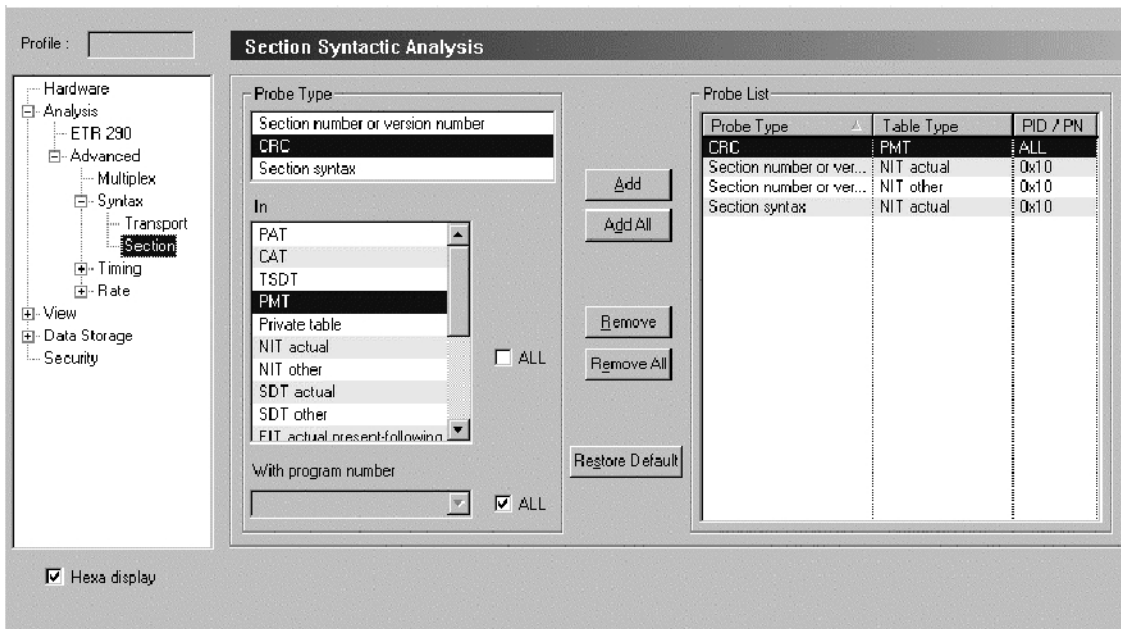 Profile :
Section Syntactic Analysis
Hardware
Analysis
ETR 290
Advanced
Multiplex
Syntax
Transport
Section
Timing
Rate
View
Data Storage
Security
Probe Type
Section number or version number
CRC
Section syntax
In
PAT
CAT
TSDT
PMT
Private table
NIT actual
NIT other
SDT actual
SDT other
EIT actual present-following
ALL
With program number
ALL
Add
Add All
Remove
Remove All
Restore Default
Probe List
Probe Type Table Type PID / PN
CRC PMT ALL
Section number or ver... NIT actual 0x10
Section number or ver... NIT other 0x10
Section syntax NIT actual 0x10
Hexa display